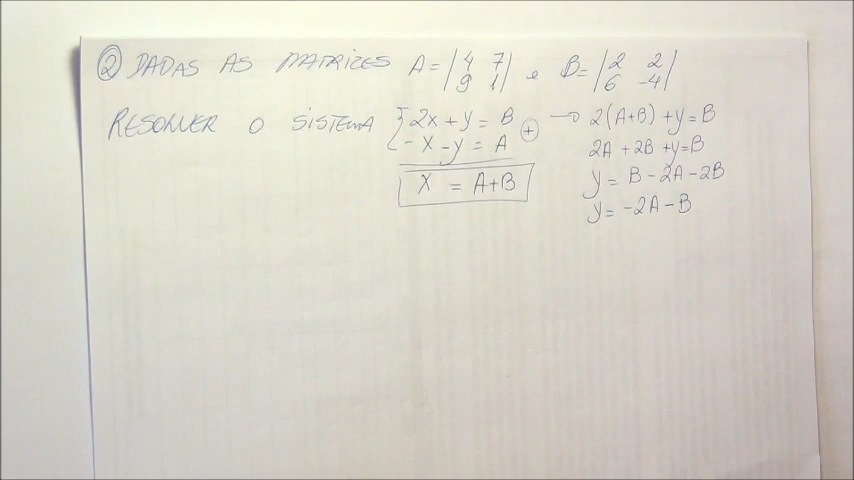 ② DADAS AS MATRIZES A = |4 7| e B = |2 2|
|9 1| |6 -4|
RESOLVER O SISTEMA { 2x + y = B ⊕ → 2(A+B) + y = B
- x - y = A 2A + 2B + y = B
X = A+B y = B - 2A - 2B
y = -2A - B